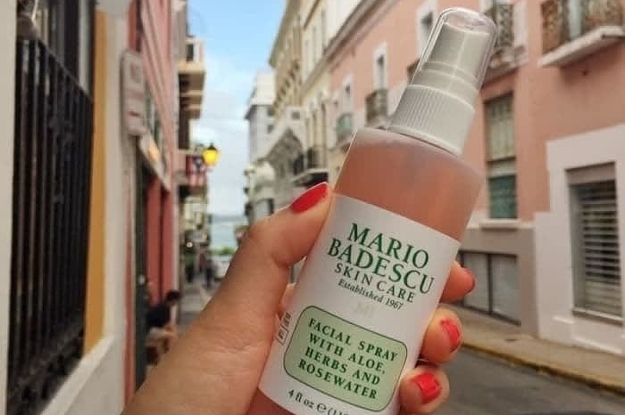 MARIO
BADESCU
SKIN CARE
Established 1967
FACIAL SPRAY
WITH ALOE,
HERBS AND
ROSEWATER
4 fl oz